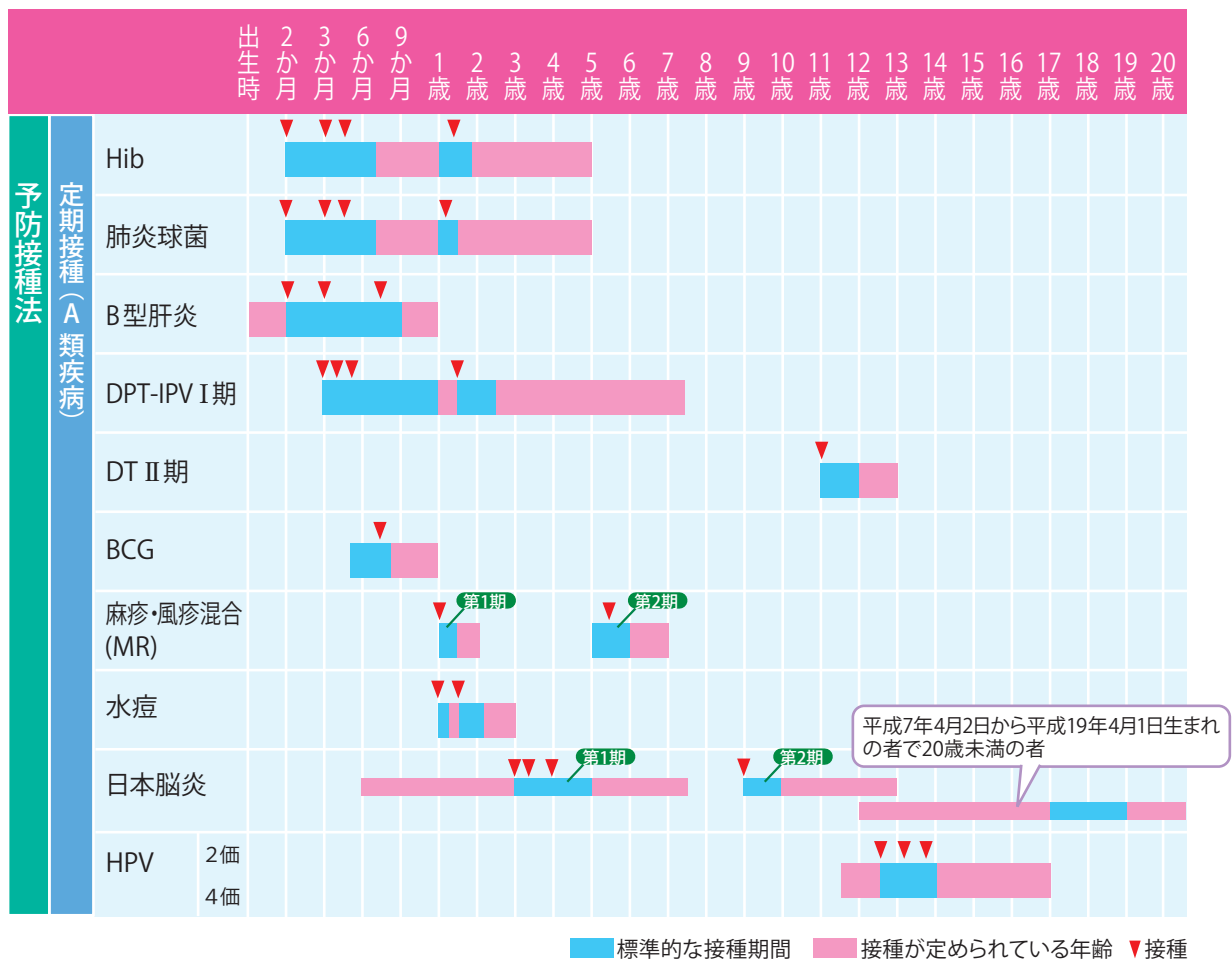 出生時
2か月
3か月
6か月
9か月
1歳
2歳
3歳
4歳
5歳
6歳
7歳
8歳
9歳
10歳
11歳
12歳
13歳
14歳
15歳
16歳
17歳
18歳
19歳
20歳
予防接種法
定期接種(A類疾病)
Hib
肺炎球菌
B型肝炎
DPT-IPV I期
DT II期
BCG
麻疹・風疹混合
(MR)
第1期
第2期
水痘
平成7年4月2日から平成19年4月1日生まれ
の者で20歳未満の者
日本脳炎
第1期
第2期
HPV
2価
4価
標準的な接種期間
接種が定められている年齢
接種